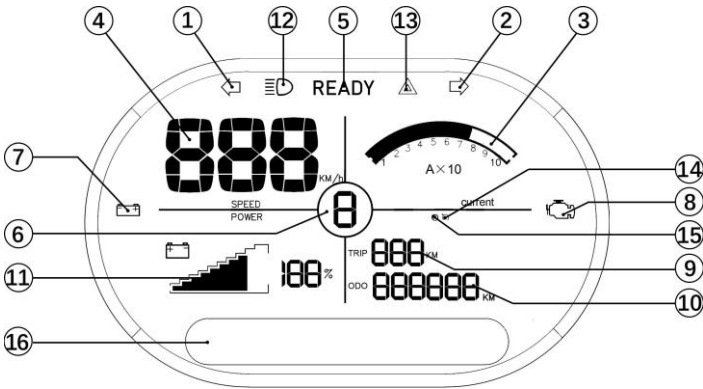 1 12 5 13 2 3
4
READY
7
888 KM/h
1 2 3 4 5 6 7 8 9 10
A×10
14
SPEED
current
8
POWER
8
6
15
TRIP 888 KM
9
11
188 %
ODO 888888 KM
10
16